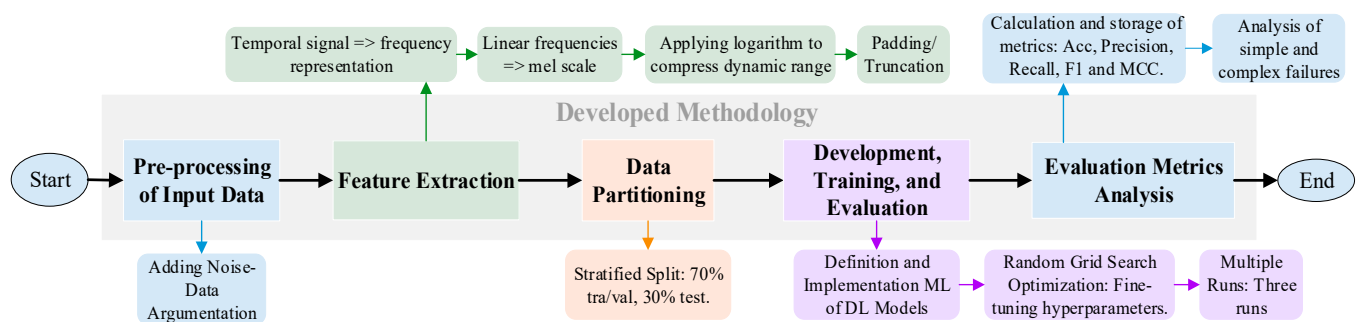 Temporal signal => frequency
representation
Linear frequencies
=> mel scale
Applying logarithm to
compress dynamic range
Padding/
Truncation
Calculation and storage of
metrics: Acc, Precision,
Recall, F1 and MCC.
Analysis of
simple and
complex failures
Developed Methodology
Start
Pre-processing
of Input Data
Feature Extraction
Data
Partitioning
Development,
Training, and
Evaluation
Evaluation Metrics
Analysis
End
Adding Noise-
Data
Argumentation
Stratified Split: 70%
tra/val, 30% test.
Definition and
Implementation ML
of DL Models
Random Grid Search
Optimization: Fine-
tuning hyperparameters.
Multiple
Runs: Three
runs